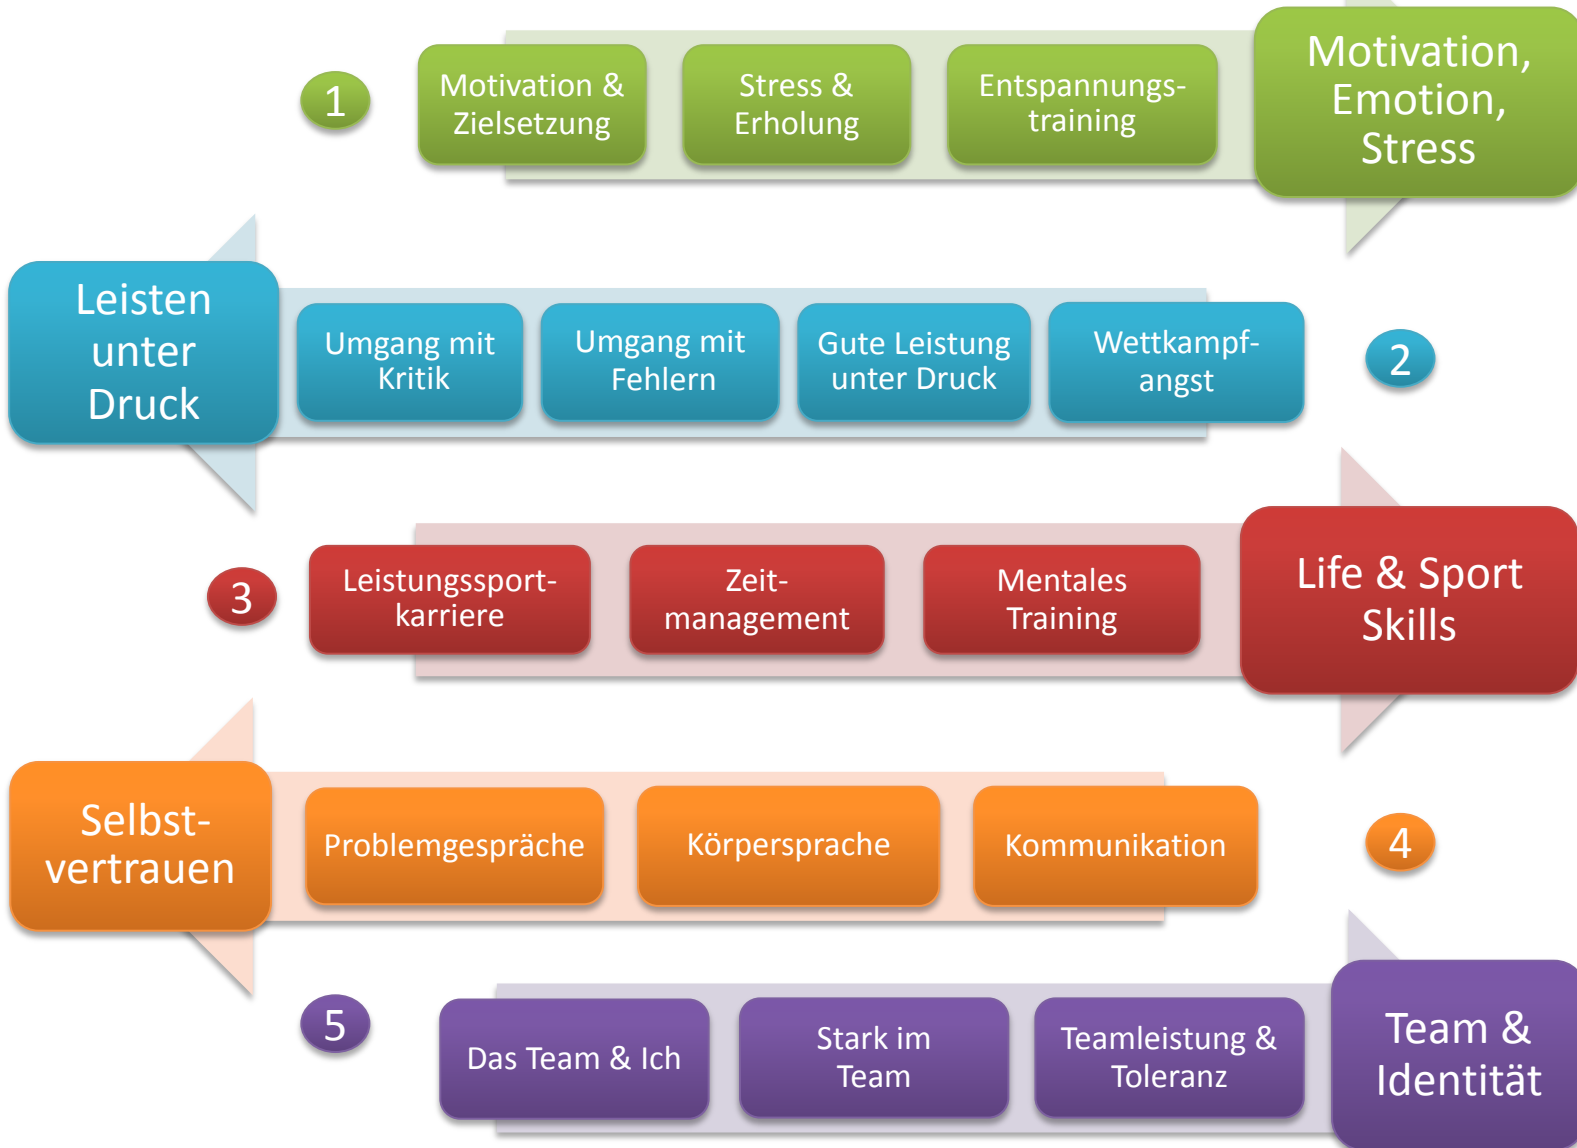 1
Motivation &
Zielsetzung
Stress &
Erholung
Entspannungs-
training
Motivation,
Emotion,
Stress
Leisten
unter
Druck
Umgang mit
Kritik
Umgang mit
Fehlern
Gute Leistung
unter Druck
Wettkampf-
angst
2
3
Leistungssport-
karriere
Zeit-
management
Mentales
Training
Life & Sport
Skills
Selbst-
vertrauen
Problemgespräche
Körpersprache
Kommunikation
4
5
Das Team & Ich
Stark im
Team
Teamleistung &
Toleranz
Team &
Identität